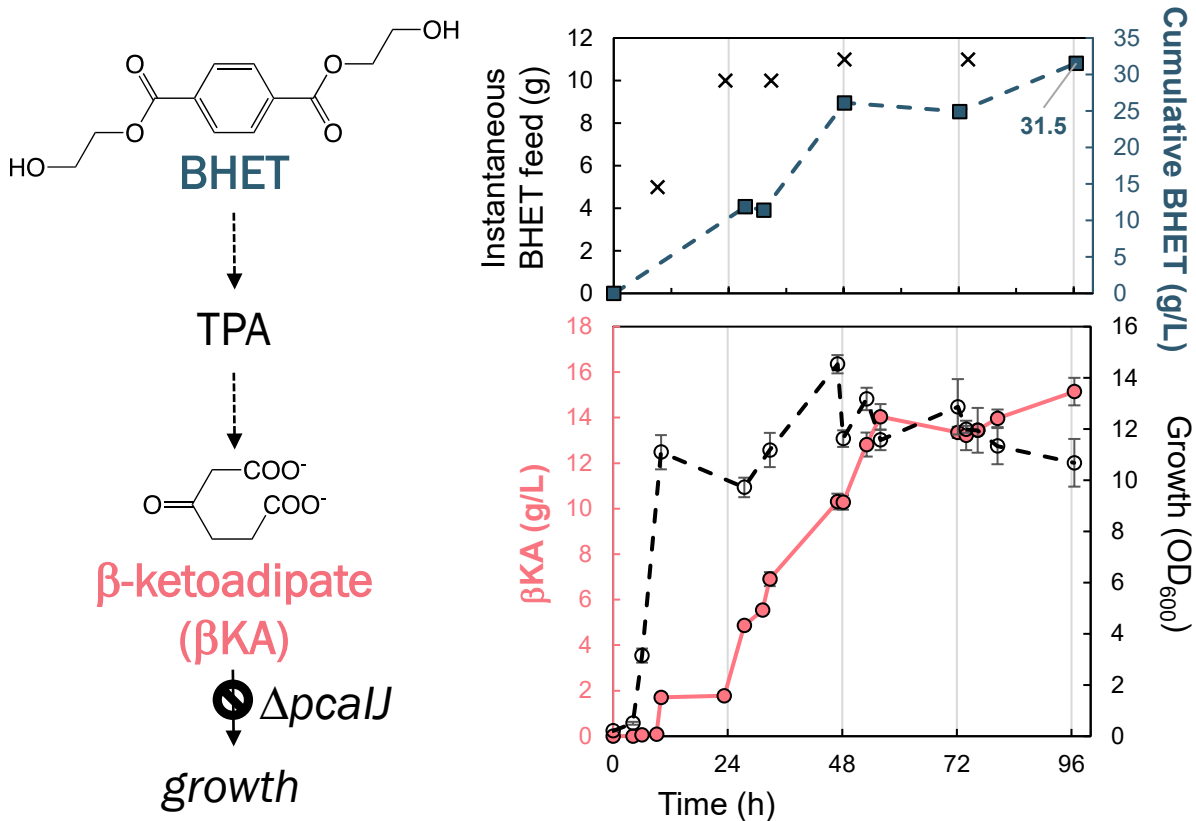 OH
O
O
O
O
HO
BHET
TPA
COO-
O
COO-
β-ketoadipate
(βKA)
ΔpcaIJ
growth
Instantaneous
BHET feed (g)
12
10
8
6
4
2
0
31.5
35
30
25
20
15
10
5
0
Cumulative BHET (g/L)
βKA (g/L)
18
16
14
12
10
8
6
4
2
0
16
14
12
10
8
6
4
2
0
Growth (OD600)
0
24
48
72
96
Time (h)